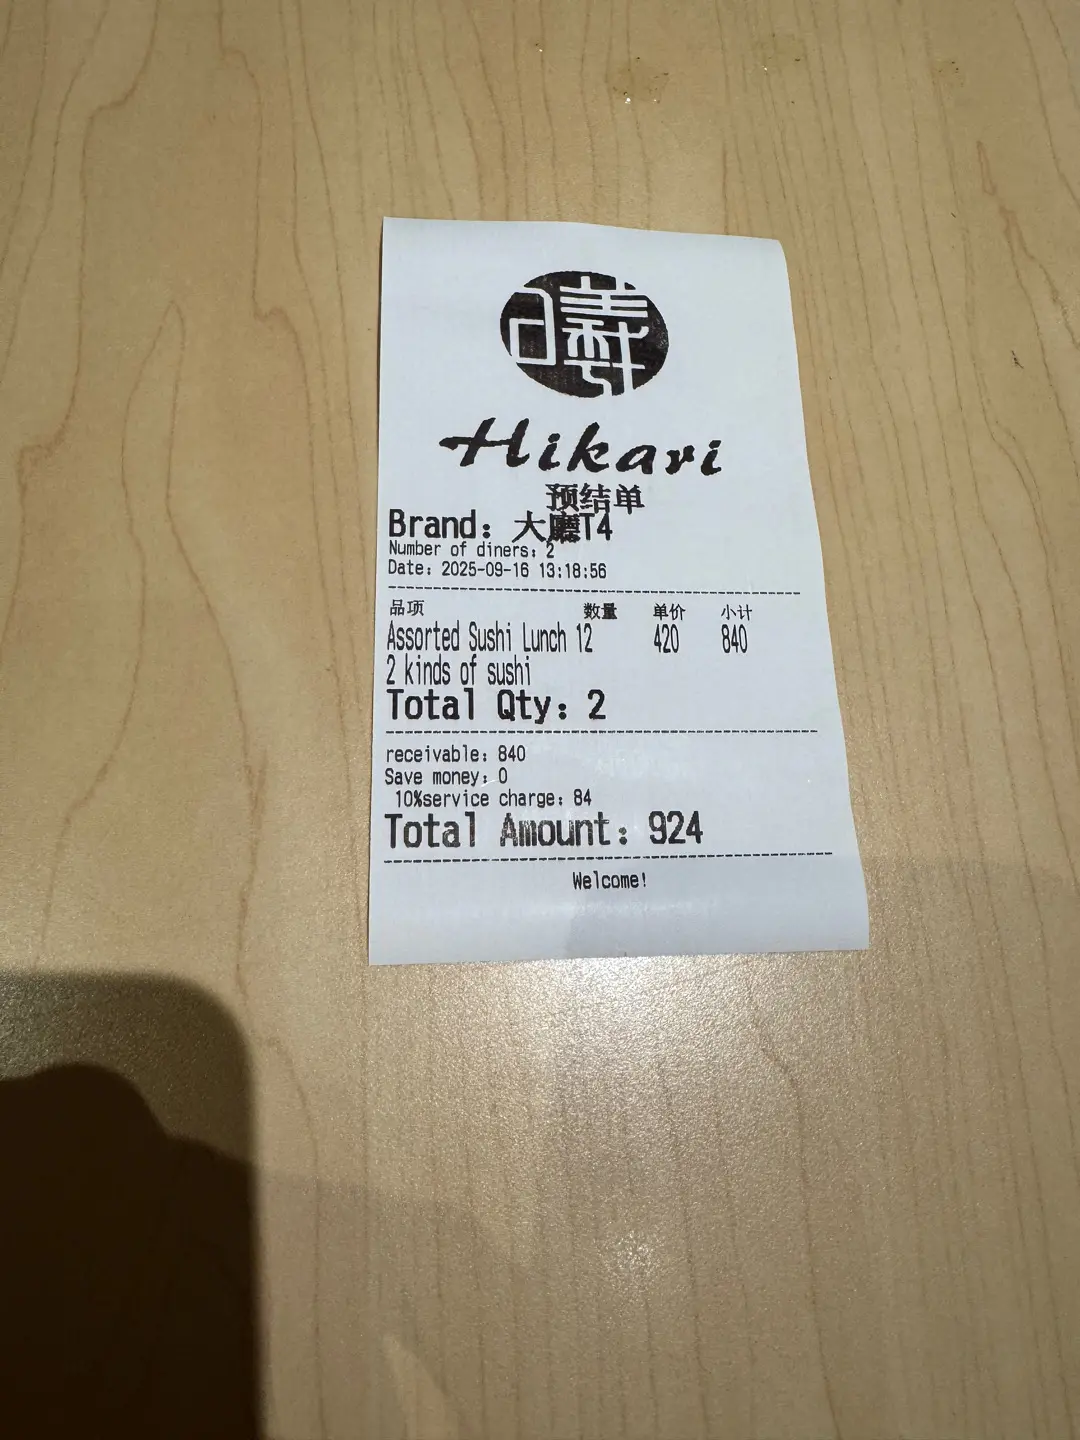 曦
Hikari
预结单
Brand: 大廳T4
Number of diners: 2
Date: 2025-09-16 13:18:56
品项 数量 单价 小计
Assorted Sushi Lunch 12 420 840
2 kinds of sushi
Total Qty: 2
receivable: 840
Save money: 0
10%service charge: 84
Total Amount: 924
Welcome!